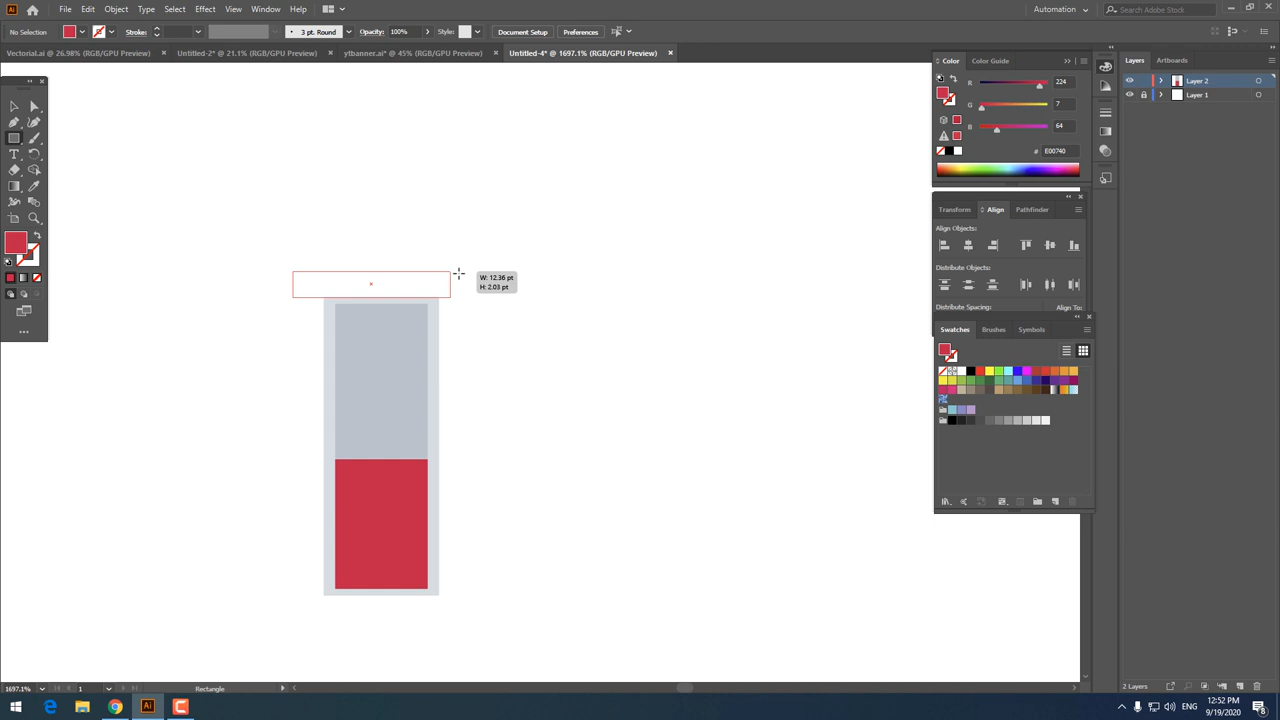 Ai File Edit Object Type Select Effect View Window Help Automation Search Adobe Stock
No Selection Stroke: 3 pt. Round Opacity: 100% Style: Document Setup Preferences
Vectorial.ai @ 26.98% (RGB/GPU Preview) Untitled-2* @ 21.1% (RGB/GPU Preview) ytbanner.ai* @ 45% (RGB/GPU Preview) Untitled-4* @ 1697.1% (RGB/GPU Preview)
Color Color Guide Layers Artboards
R 224
G 7
B 64
# E00740
Layer 2
Layer 1
Transform Align Pathfinder
Align Objects:
Distribute Objects:
Distribute Spacing: Align To:
Swatches Brushes Symbols
W: 12.36 pt
H: 2.03 pt
1697.1% 1 Rectangle 2 Layers
Ai C ENG 12:52 PM
9/19/2020